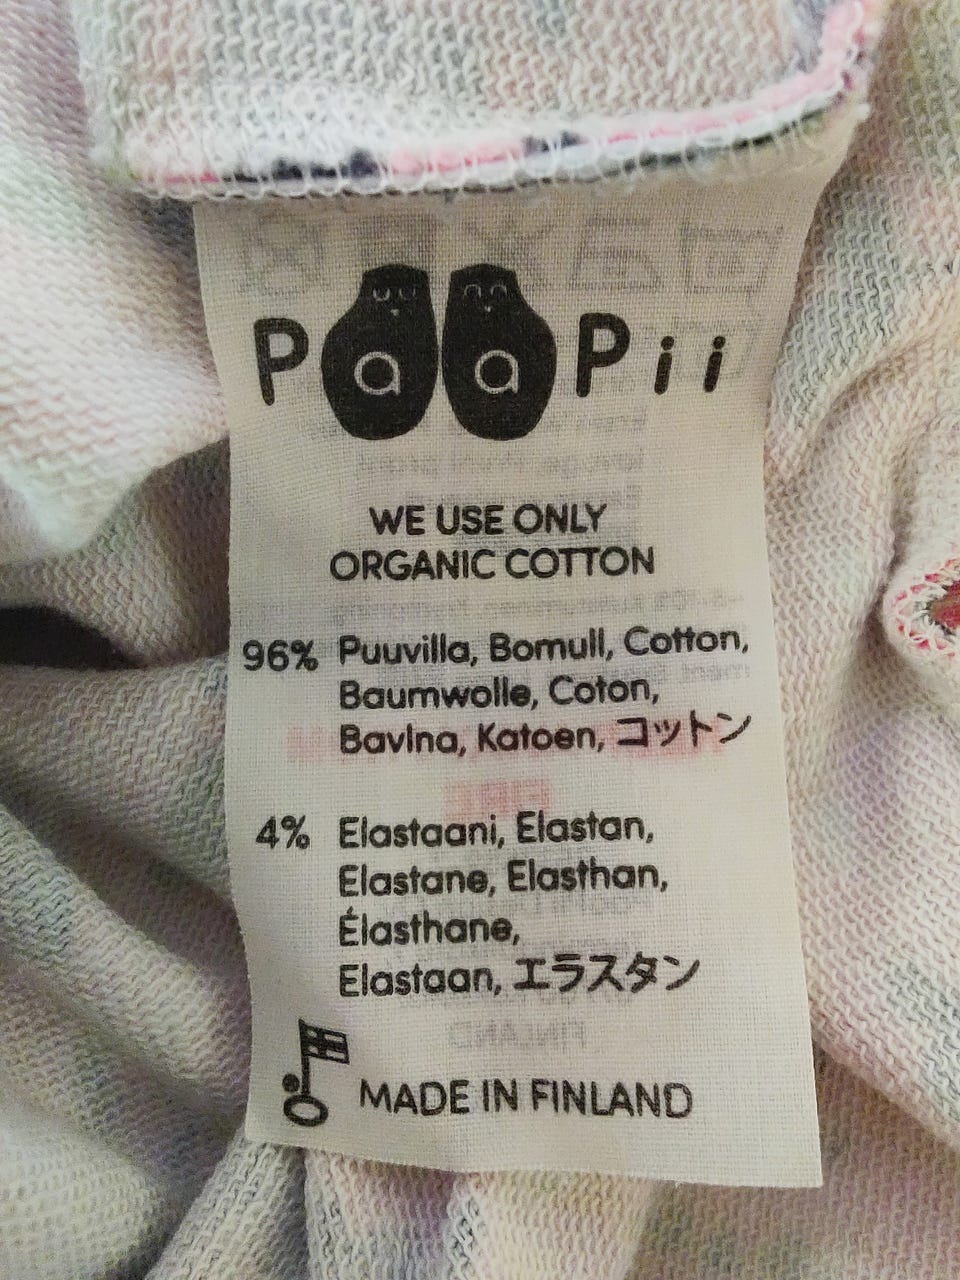 PaaPii
WE USE ONLY
ORGANIC COTTON
96% Puuvilla, Bomull, Cotton,
Baumwolle, Coton,
Bavlna, Katoen, コットン
4% Elastaani, Elastan,
Elastane, Elasthan,
Élasthane,
Elastaan, エラスタン
MADE IN FINLAND